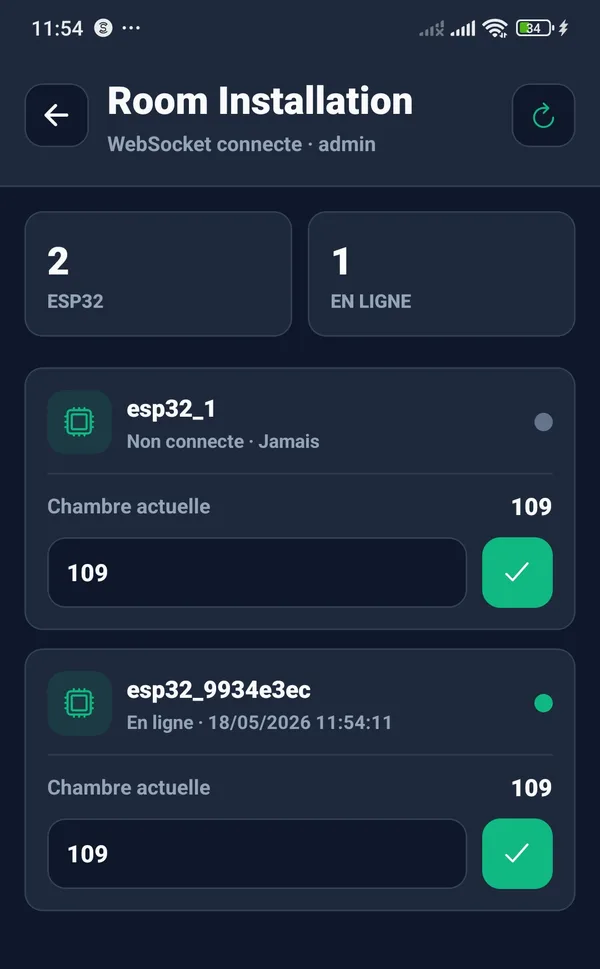 11:54 ...
34
Room Installation
WebSocket connecte · admin
2
ESP32
1
EN LIGNE
esp32_1
Non connecte · Jamais
Chambre actuelle 109
109
esp32_9934e3ec
En ligne · 18/05/2026 11:54:11
Chambre actuelle 109
109